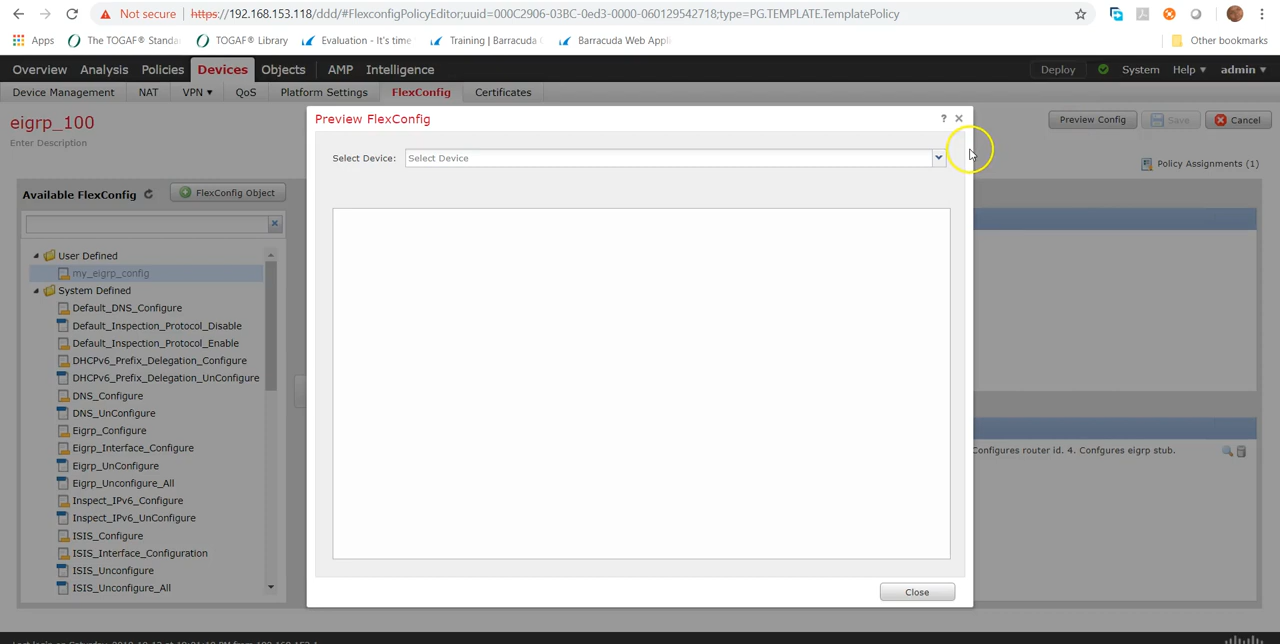 Not secure | https://192.168.153.118/ddd/#FlexconfigPolicyEditor;uuid=000C2906-03BC-0ed3-0000-060129542718;type=PG.TEMPLATE.TemplatePolicy
Apps The TOGAF® Standa TOGAF® Library Evaluation - It's time Training | Barracuda Barracuda Web Appl Other bookmarks
Overview Analysis Policies Devices Objects AMP Intelligence Deploy System Help ▾ admin ▾
Device Management NAT VPN ▾ QoS Platform Settings FlexConfig Certificates
eigrp_100
Enter Description
Preview Config Save Cancel
Policy Assignments (1)
Preview FlexConfig ?
Select Device: Select Device
Available FlexConfig FlexConfig Object
User Defined
my_eigrp_config
System Defined
Default_DNS_Configure
Default_Inspection_Protocol_Disable
Default_Inspection_Protocol_Enable
DHCPv6_Prefix_Delegation_Configure
DHCPv6_Prefix_Delegation_UnConfigure
DNS_Configure
DNS_UnConfigure
Eigrp_Configure
Eigrp_Interface_Configure
Eigrp_UnConfigure
Eigrp_Unconfigure_All
Inspect_IPv6_Configure
Inspect_IPv6_UnConfigure
ISIS_Configure
ISIS_Interface_Configuration
ISIS_Unconfigure
ISIS_Unconfigure_All
Configures router id. 4. Confgures eigrp stub.
Close